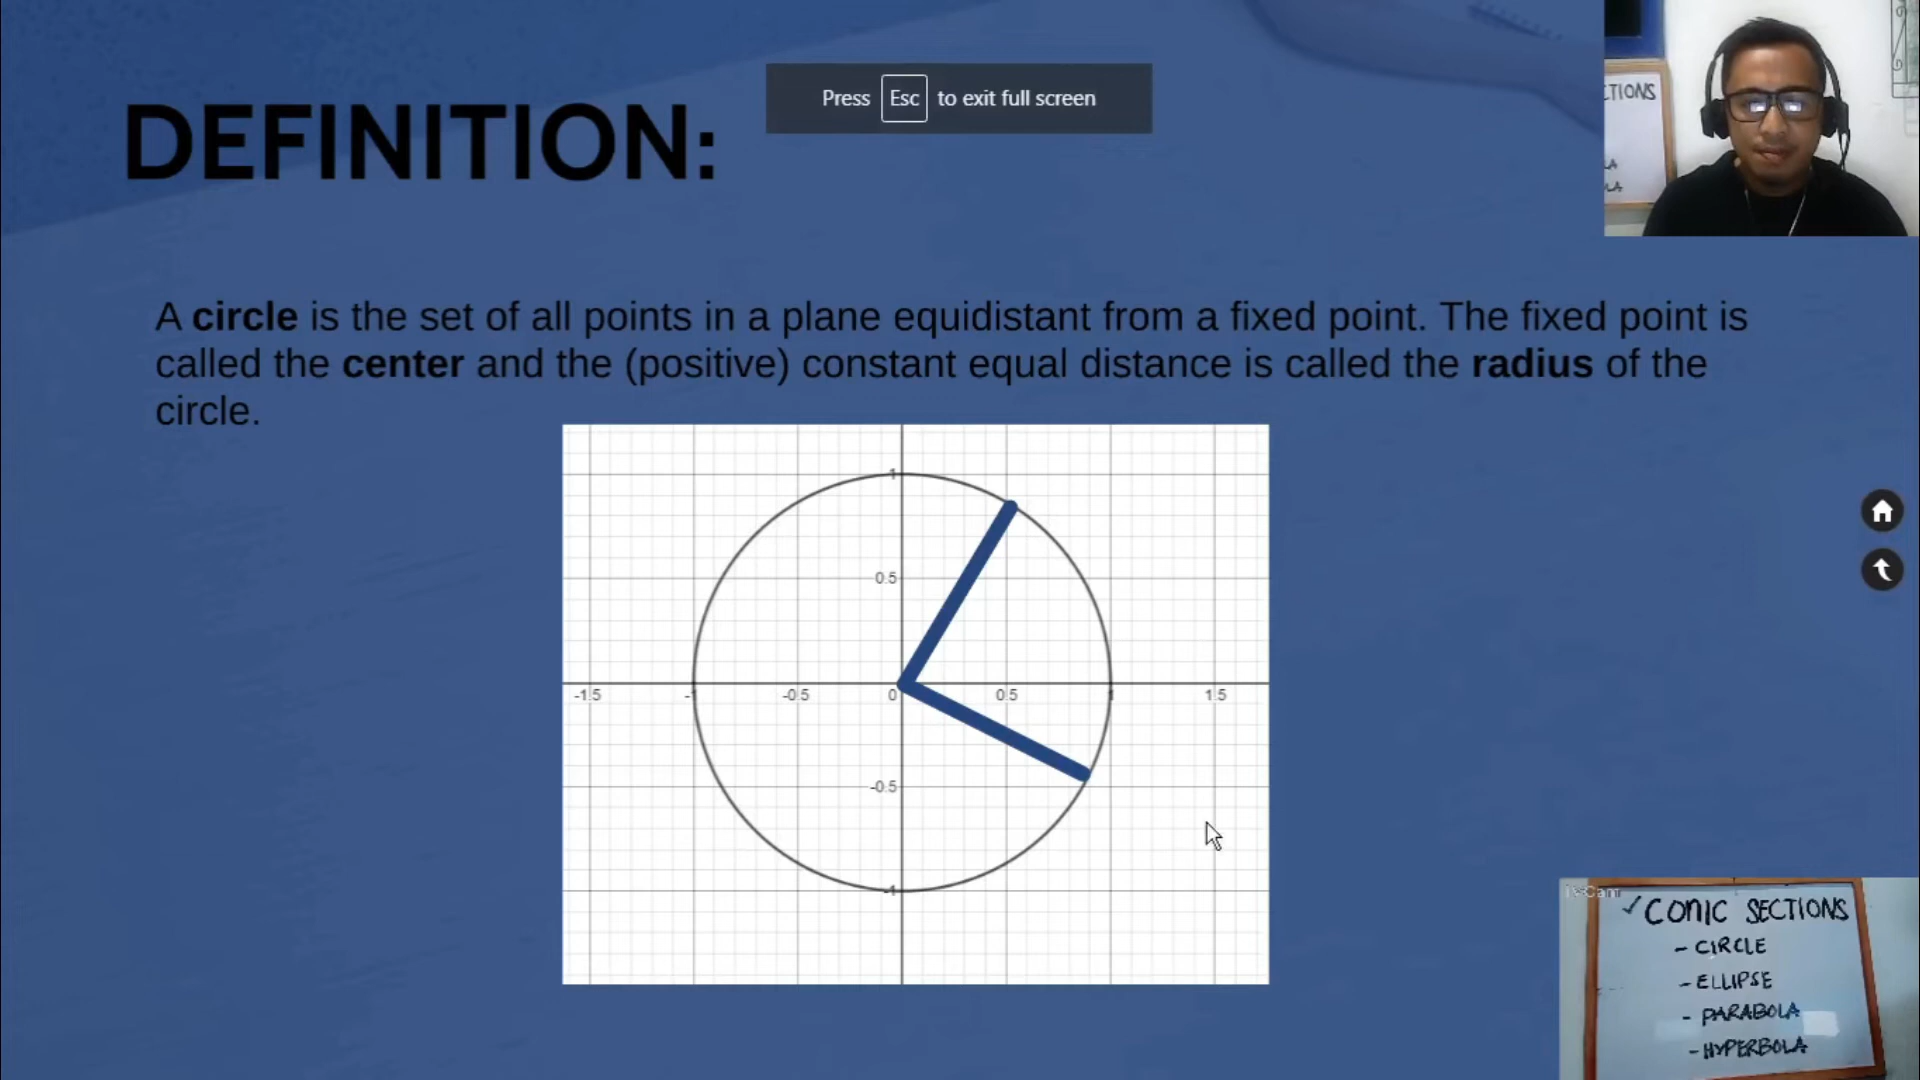 Press Esc to exit full screen
DEFINITION:
CTIONS
LA
LA
A circle is the set of all points in a plane equidistant from a fixed point. The fixed point is
called the center and the (positive) constant equal distance is called the radius of the
circle.
1
0.5
-1.5 -1 -0.5 0 0.5 1 1.5
-0.5
-1
✓ CONIC SECTIONS
- CIRCLE
- ELLIPSE
- PARABOLA
- HYPERBOLA